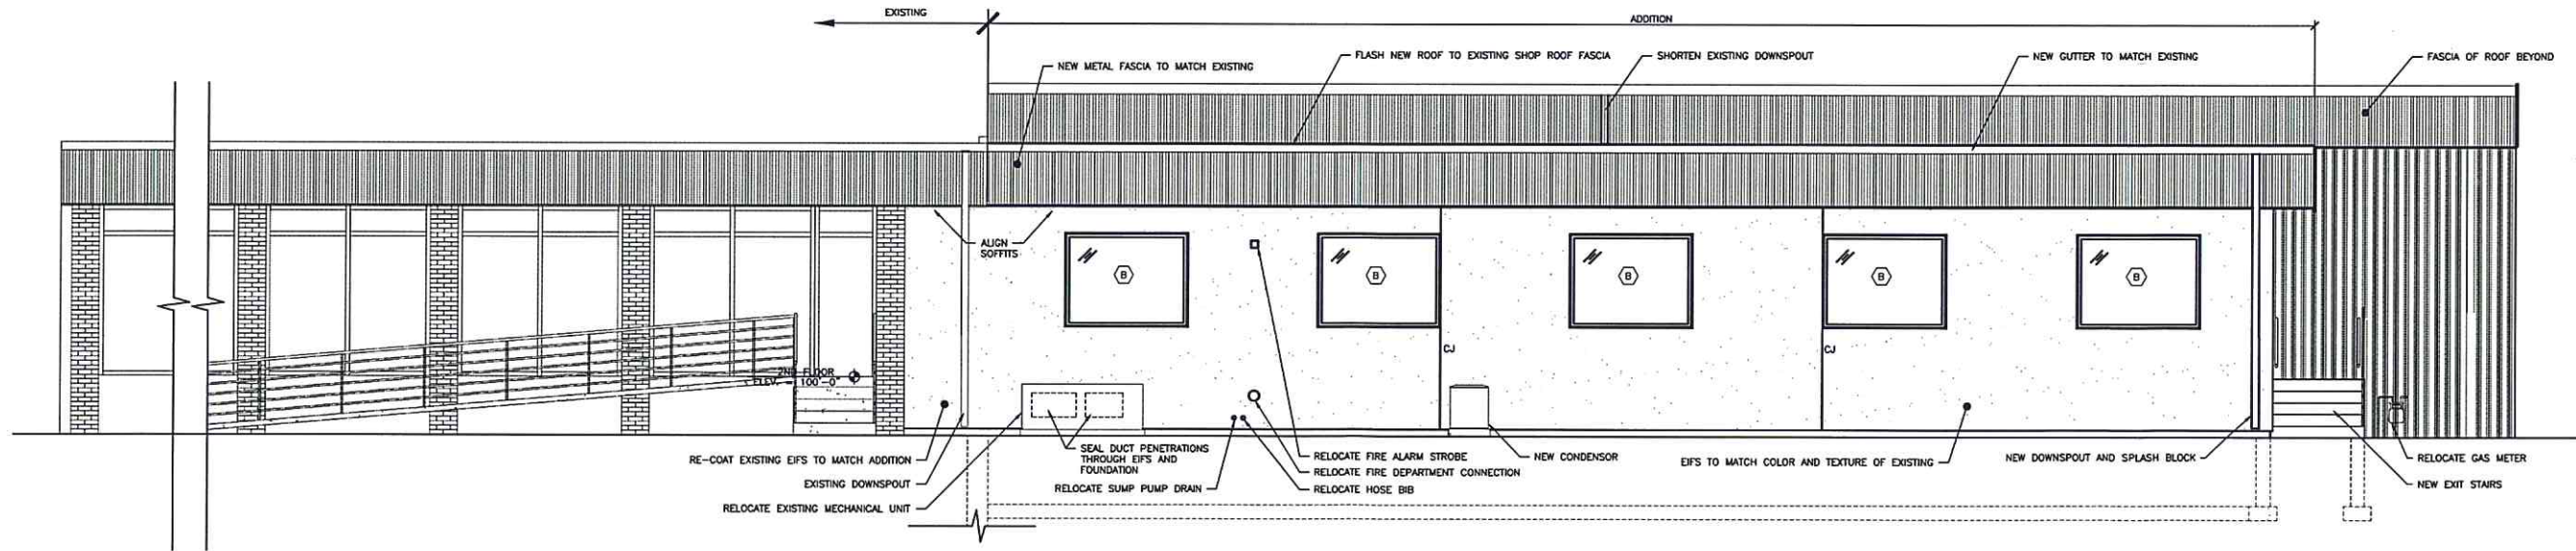 EXISTING
ADDITION
NEW METAL FASCIA TO MATCH EXISTING
FLASH NEW ROOF TO EXISTING SHOP ROOF FASCIA
SHORTEN EXISTING DOWNSPOUT
NEW GUTTER TO MATCH EXISTING
FASCIA OF ROOF BEYOND
ALIGN
SOFFITS
B
B
B
B
B
CJ
CJ
2ND FLOOR
ELEV. 100'-0"
RE-COAT EXISTING EIFS TO MATCH ADDITION
EXISTING DOWNSPOUT
RELOCATE EXISTING MECHANICAL UNIT
SEAL DUCT PENETRATIONS
THROUGH EIFS AND
FOUNDATION
RELOCATE SUMP PUMP DRAIN
RELOCATE FIRE ALARM STROBE
RELOCATE FIRE DEPARTMENT CONNECTION
RELOCATE HOSE BIB
NEW CONDENSOR
EIFS TO MATCH COLOR AND TEXTURE OF EXISTING
NEW DOWNSPOUT AND SPLASH BLOCK
RELOCATE GAS METER
NEW EXIT STAIRS